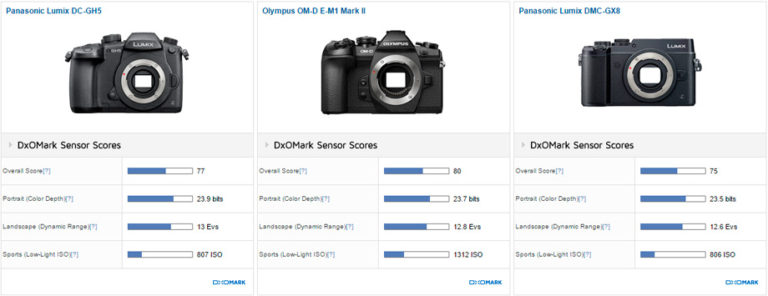 Panasonic Lumix DC-GH5
Olympus OM-D E-M1 Mark II
Panasonic Lumix DMC-GX8
LUMIX
OLYMPUS
OM-D
LUMIX
DxOMark Sensor Scores
Overall Score[?] 77
Portrait (Color Depth)[?] 23.9 bits
Landscape (Dynamic Range)[?] 13 Evs
Sports (Low-Light ISO)[?] 807 ISO
DXOMARK
DxOMark Sensor Scores
Overall Score[?] 80
Portrait (Color Depth)[?] 23.7 bits
Landscape (Dynamic Range)[?] 12.8 Evs
Sports (Low-Light ISO)[?] 1312 ISO
DXOMARK
DxOMark Sensor Scores
Overall Score[?] 75
Portrait (Color Depth)[?] 23.5 bits
Landscape (Dynamic Range)[?] 12.6 Evs
Sports (Low-Light ISO)[?] 806 ISO
DXOMARK